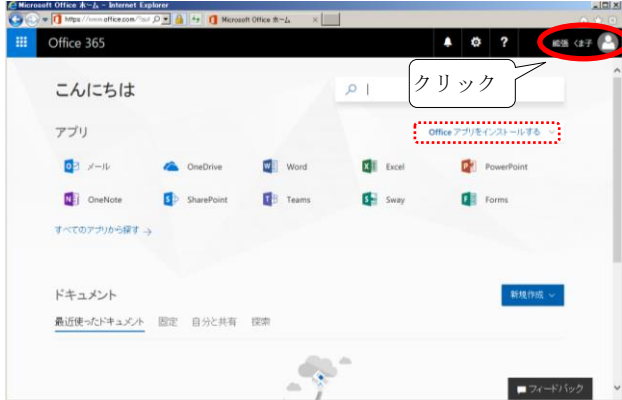 Microsoft Office ホーム - Internet Explorer
Microsoft Office ホーム
Office 365
?
クリック
こんにちは
アプリ
Office アプリをインストールする
メール
OneDrive
Word
Excel
PowerPoint
OneNote
SharePoint
Teams
Sway
Forms
すべてのアプリから探す →
ドキュメント
新規作成
最近使ったドキュメント 固定 自分と共有 探索
フィードバック